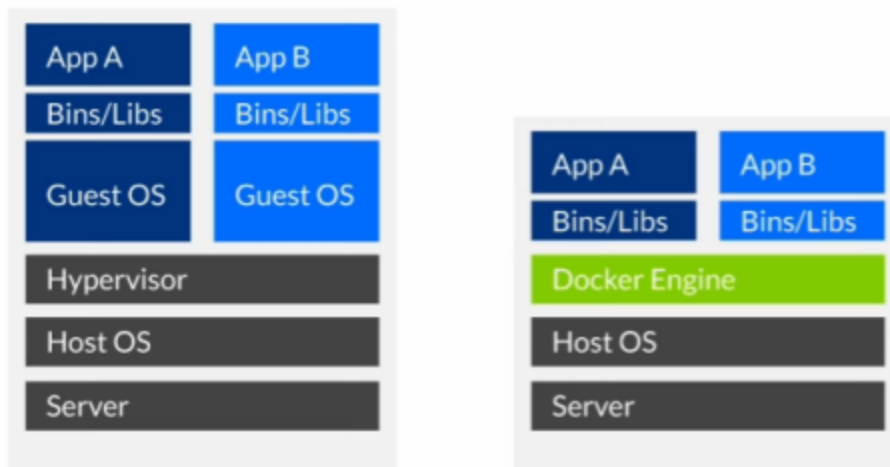 App A
App B
Bins/Libs
Bins/Libs
Guest OS
Guest OS
Hypervisor
Host OS
Server
App A
App B
Bins/Libs
Bins/Libs
Docker Engine
Host OS
Server